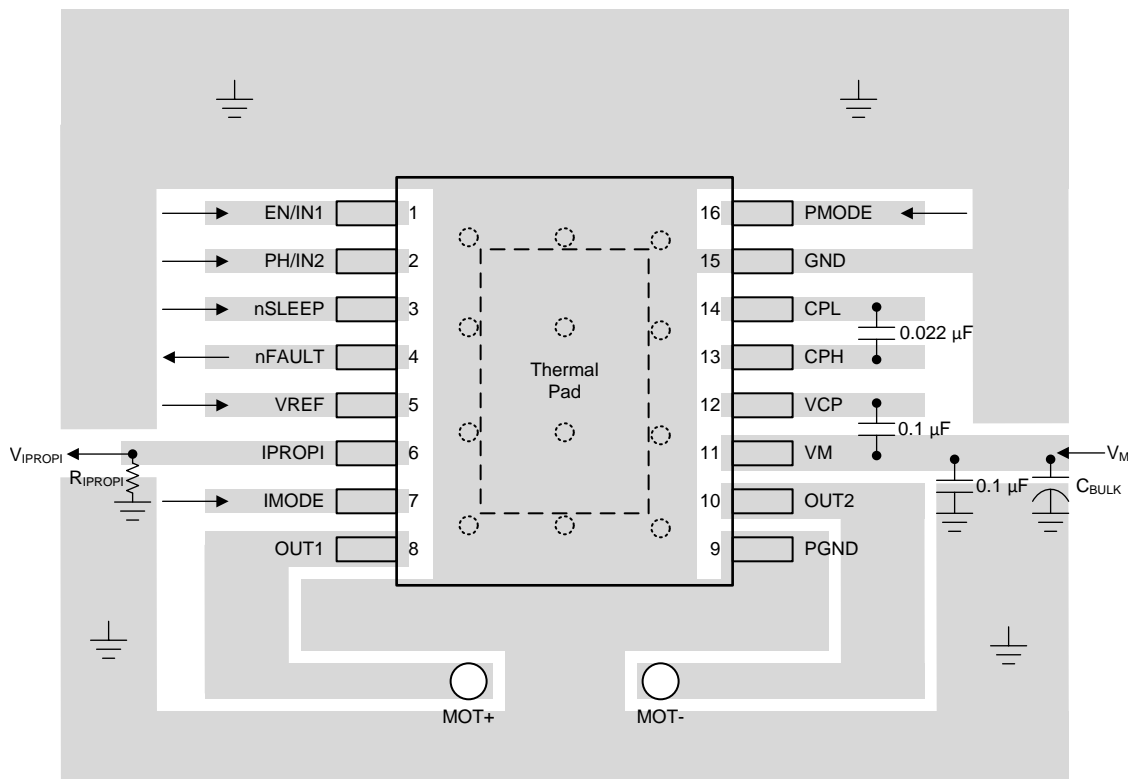 EN/IN1 1
PH/IN2 2
nSLEEP 3
nFAULT 4
VREF 5
IPROPI 6
IMODE 7
OUT1 8
16 PMODE
15 GND
14 CPL
13 CPH
12 VCP
11 VM
10 OUT2
9 PGND
Thermal
Pad
0.022 µF
0.1 µF
0.1 µF
CBULK
VM
VIPROPI
RIPROPI
MOT+
MOT-